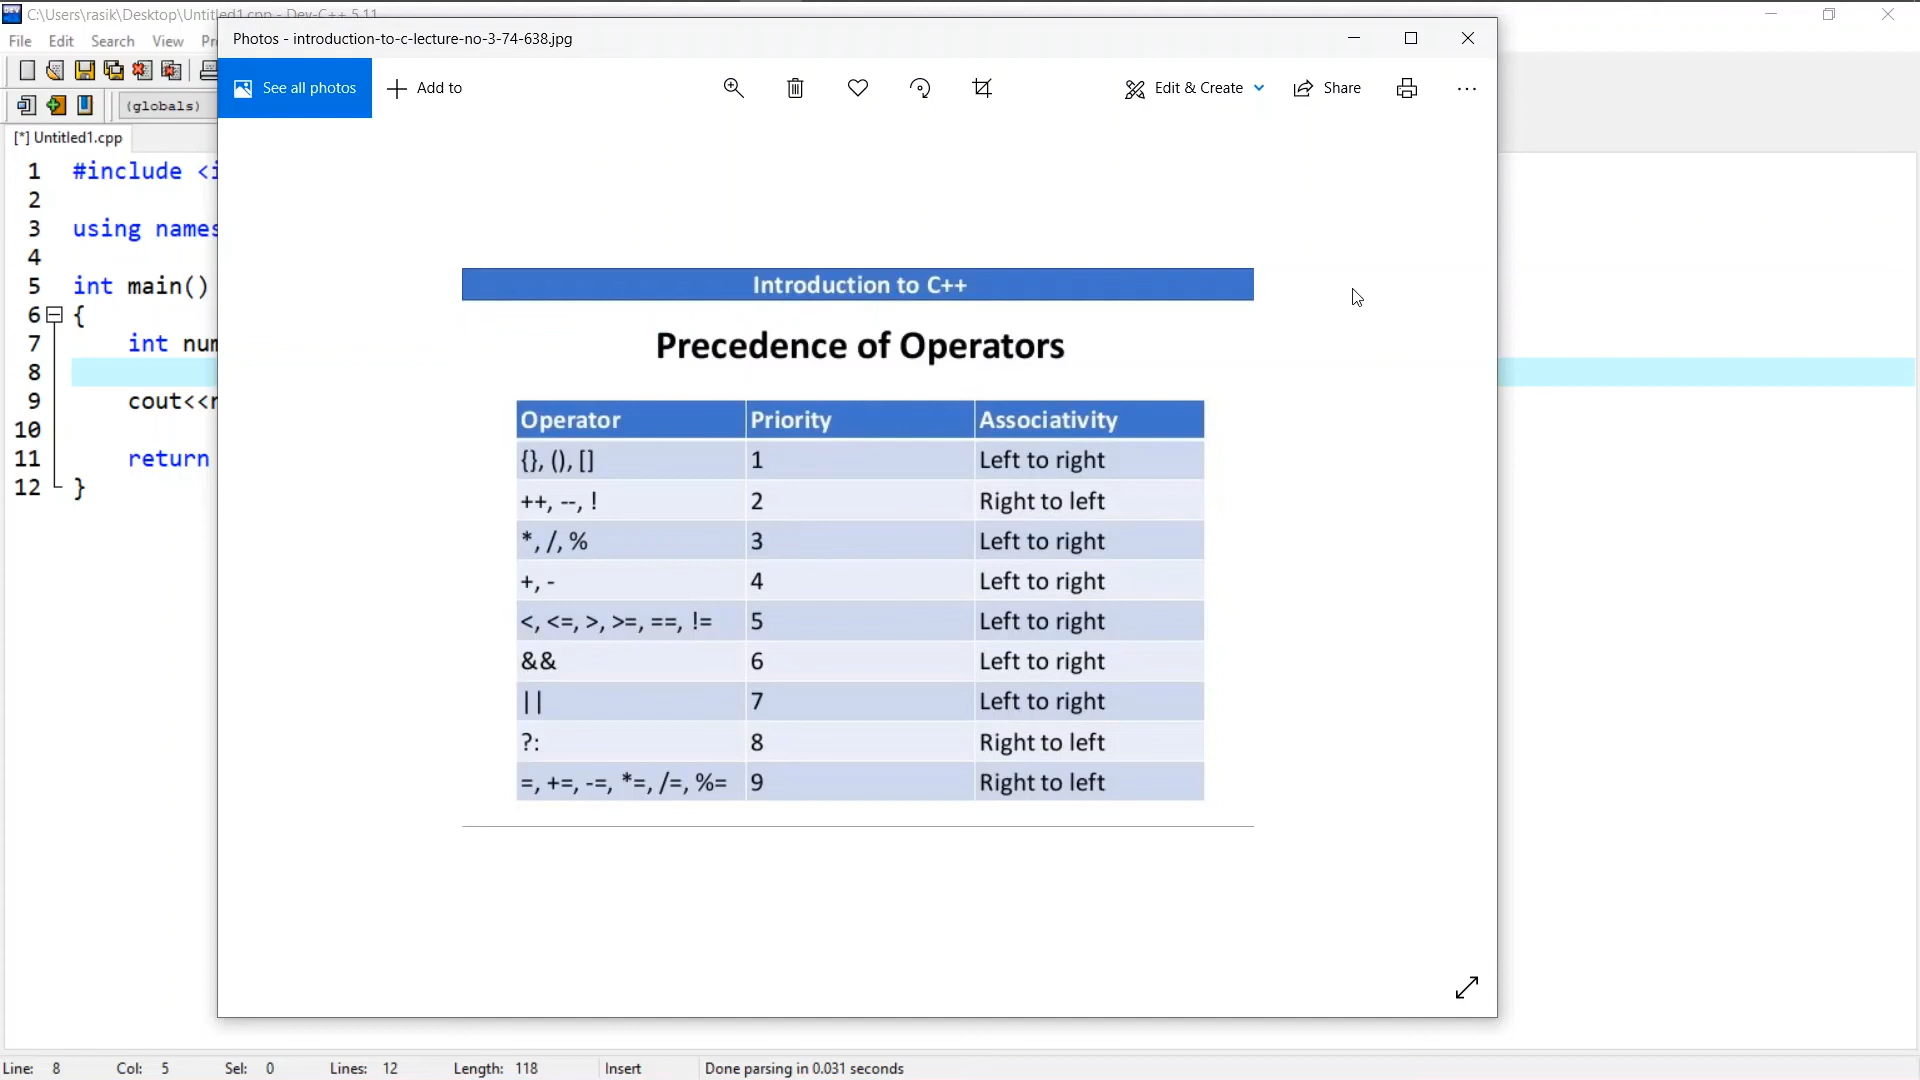 C:\Users\rasik\Desktop\Untitled1.cpp - Dev-C++ 5.11
File Edit Search View
Photos - introduction-to-c-lecture-no-3-74-638.jpg
See all photos
Add to
Edit & Create
Share
(globals)
[*] Untitled1.cpp
1 #include <i
2
3 using names
4
5 int main()
6 {
7 int num
8
9 cout<<
10
11 return
12 }
Introduction to C++
Precedence of Operators
Operator Priority Associativity
{}, (), [] 1 Left to right
++, --, ! 2 Right to left
*, /, % 3 Left to right
+, - 4 Left to right
<, <=, >, >=, ==, != 5 Left to right
&& 6 Left to right
|| 7 Left to right
?: 8 Right to left
=, +=, -=, *=, /=, %= 9 Right to left
Line: 8 Col: 5 Sel: 0 Lines: 12 Length: 118 Insert Done parsing in 0.031 seconds